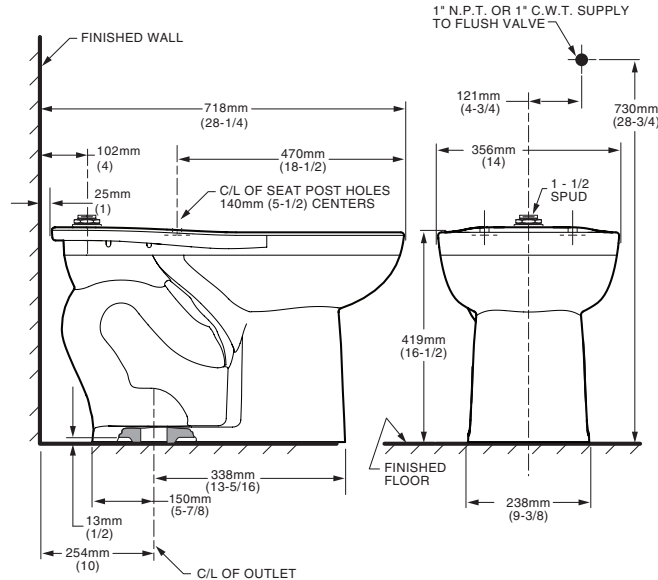 1" N.P.T. OR 1" C.W.T. SUPPLY
TO FLUSH VALVE
FINISHED WALL
718mm
(28-1/4)
121mm
(4-3/4)
730mm
(28-3/4)
102mm
(4)
470mm
(18-1/2)
356mm
(14)
25mm
(1)
C/L OF SEAT POST HOLES
140mm (5-1/2) CENTERS
1 - 1/2
SPUD
419mm
(16-1/2)
338mm
(13-5/16)
FINISHED
FLOOR
150mm
(5-7/8)
238mm
(9-3/8)
13mm
(1/2)
254mm
(10)
C/L OF OUTLET